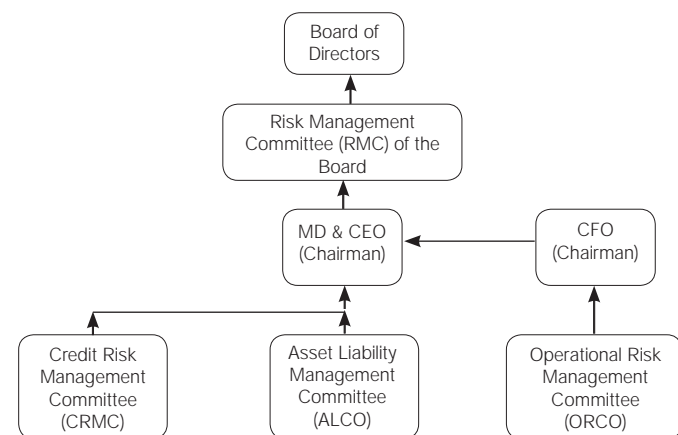 Board of
Directors
Risk Management
Committee (RMC) of the
Board
MD & CEO
(Chairman)
CFO
(Chairman)
Credit Risk
Management
Committee
(CRMC)
Asset Liability
Management
Committee
(ALCO)
Operational Risk
Management
Committee
(ORCO)